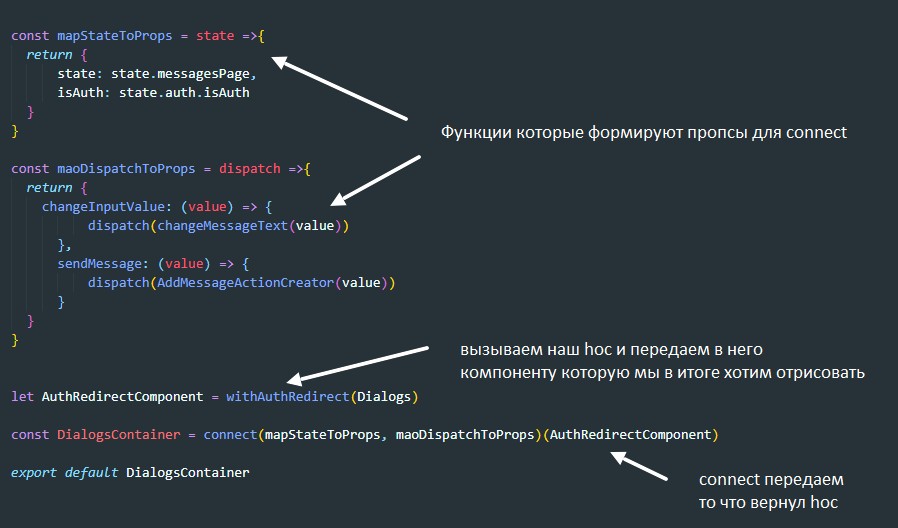 const mapStateToProps = state =>{
return {
state: state.messagesPage,
isAuth: state.auth.isAuth
}
}
Функции которые формируют пропсы для connect
const maoDispatchToProps = dispatch =>{
return {
changeInputValue: (value) => {
dispatch(changeMessageText(value))
},
sendMessage: (value) => {
dispatch(AddMessageActionCreator(value))
}
}
}
вызываем наш hoc и передаем в него
компоненту которую мы в итоге хотим отрисовать
let AuthRedirectComponent = withAuthRedirect(Dialogs)
const DialogsContainer = connect(mapStateToProps, maoDispatchToProps)(AuthRedirectComponent)
export default DialogsContainer
connect передаем
то что вернул hoc